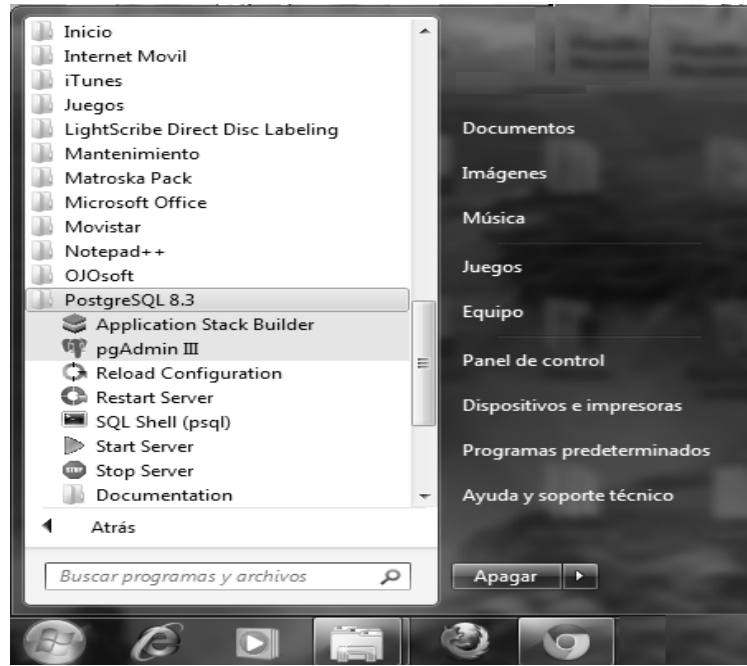 Inicio
Internet Movil
iTunes
Juegos
LightScribe Direct Disc Labeling
Mantenimiento
Matroska Pack
Microsoft Office
Movistar
Notepad++
OJOsoft
PostgreSQL 8.3
Application Stack Builder
pgAdmin III
Reload Configuration
Restart Server
SQL Shell (psql)
Start Server
STOP Stop Server
Documentation
Atrás
Buscar programas y archivos
Documentos
Imágenes
Música
Juegos
Equipo
Panel de control
Dispositivos e impresoras
Programas predeterminados
Ayuda y soporte técnico
Apagar